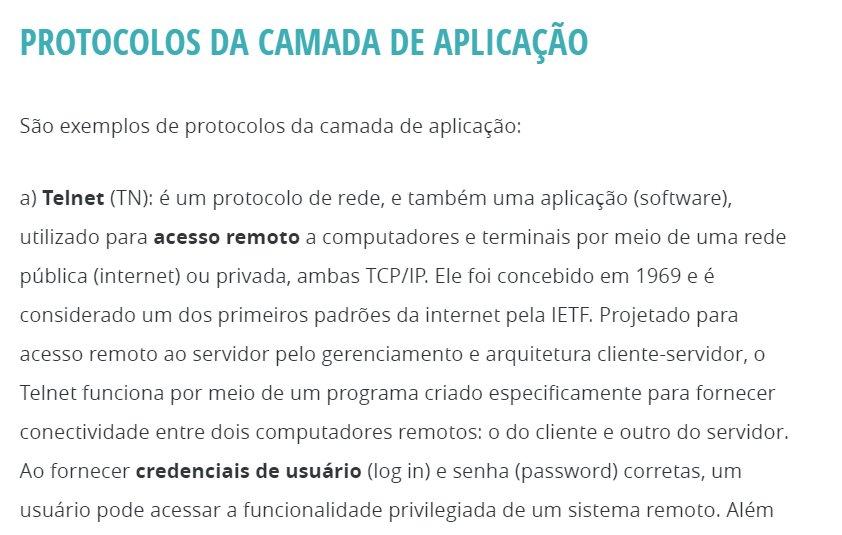 PROTOCOLOS DA CAMADA DE APLICAÇÃO
São exemplos de protocolos da camada de aplicação:
a) Telnet (TN): é um protocolo de rede, e também uma aplicação (software),
utilizado para acesso remoto a computadores e terminais por meio de uma rede
pública (internet) ou privada, ambas TCP/IP. Ele foi concebido em 1969 e é
considerado um dos primeiros padrões da internet pela IETF. Projetado para
acesso remoto ao servidor pelo gerenciamento e arquitetura cliente-servidor, o
Telnet funciona por meio de um programa criado especificamente para fornecer
conectividade entre dois computadores remotos: o do cliente e outro do servidor.
Ao fornecer credenciais de usuário (log in) e senha (password) corretas, um
usuário pode acessar a funcionalidade privilegiada de um sistema remoto. Além